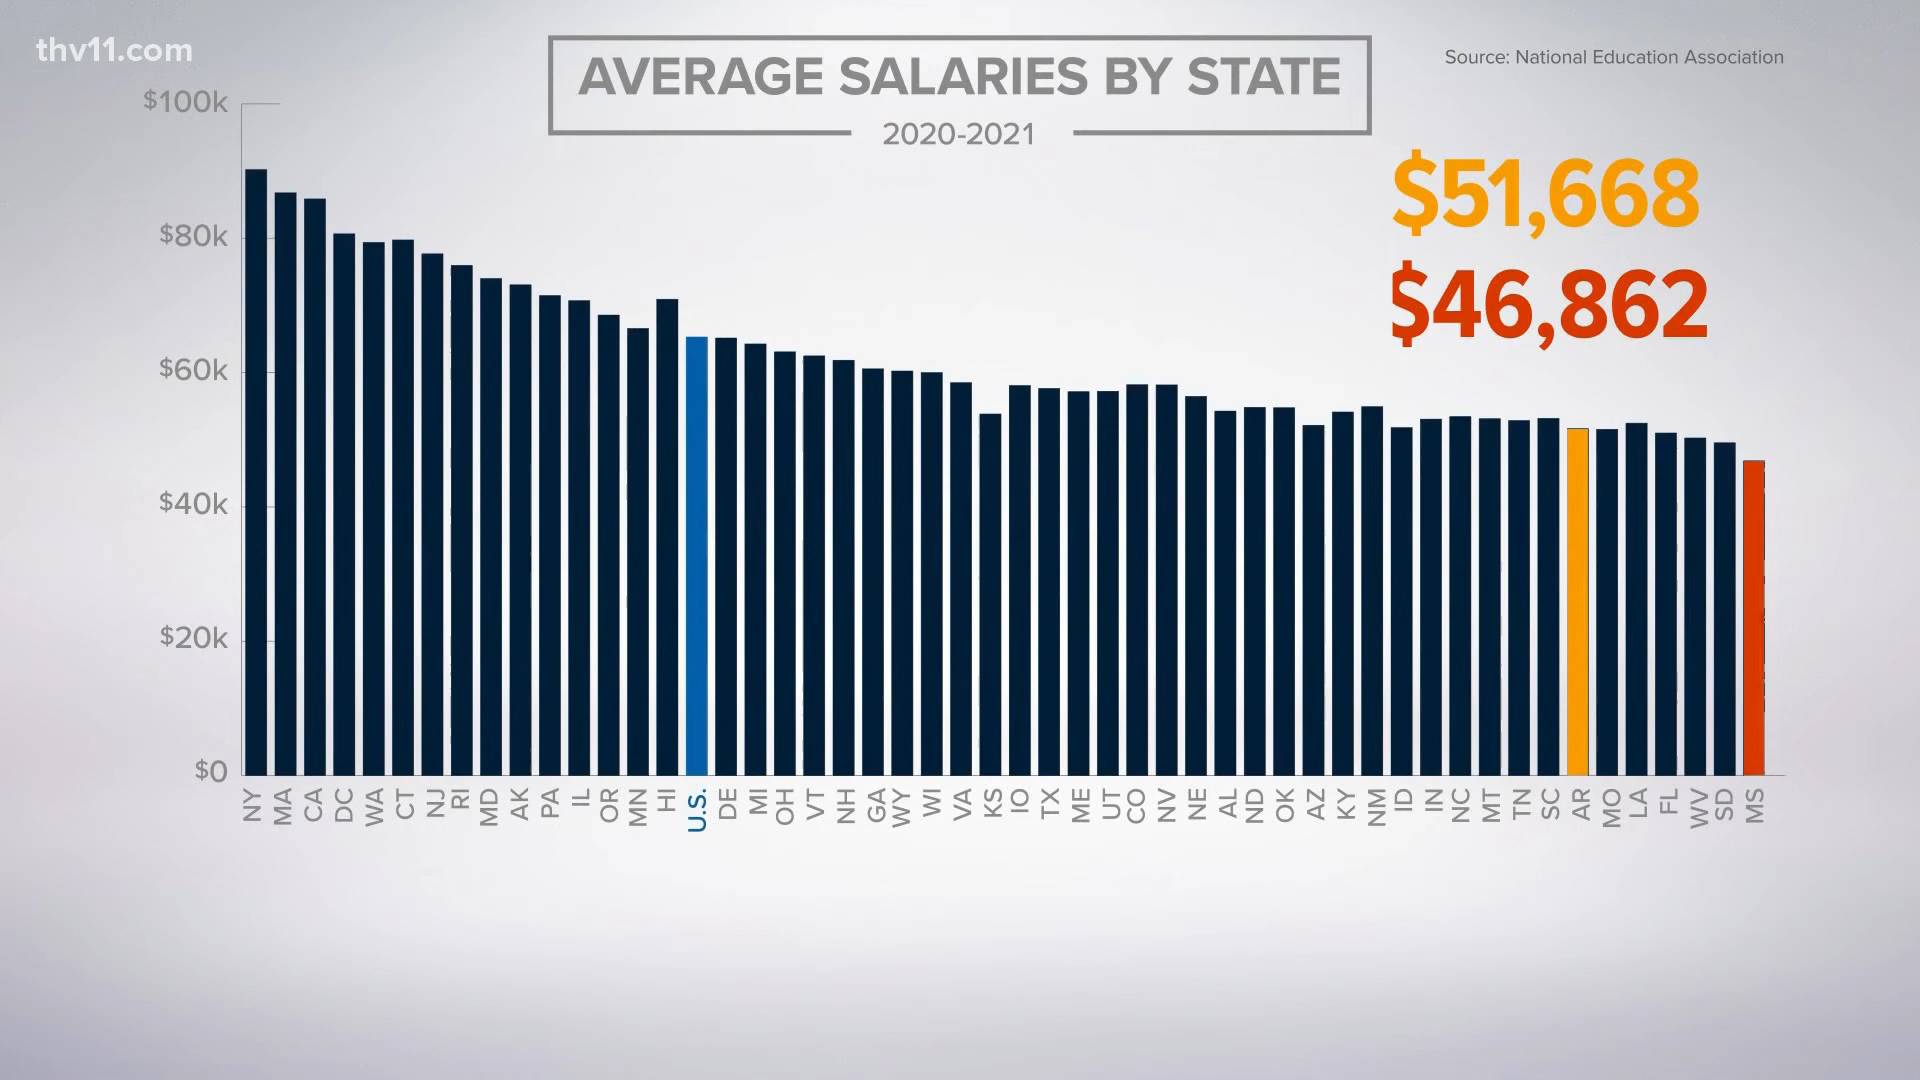 thv11.com
AVERAGE SALARIES BY STATE
2020-2021
Source: National Education Association
$51,668
$46,862
$100k
$80k
$60k
$40k
$20k
$0
NY MA CA DC WA CT NJ RI MD AK PA IL OR MN HI U.S. DE MI OH VT NH GA WY WI VA KS IO TX ME UT CO NV NE AL ND OK AZ KY NM ID IN NC MT TN SC AR MO LA FL WV SD MS